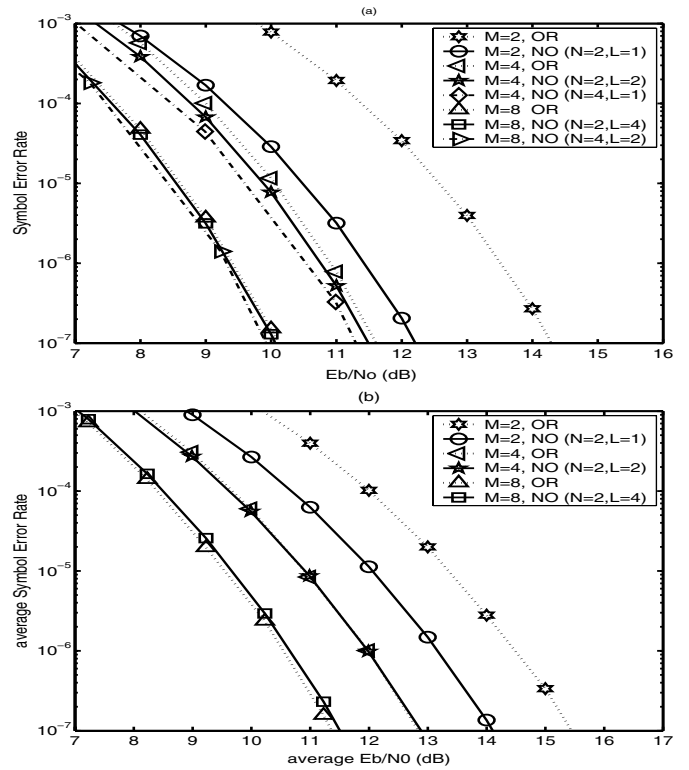 (a)
10^-3
10^-4
10^-5
10^-6
10^-7
Symbol Error Rate
M=2, OR
M=2, NO (N=2,L=1)
M=4, OR
M=4, NO (N=2,L=2)
M=4, NO (N=4,L=1)
M=8 OR
M=8, NO (N=2,L=4)
M=8, NO (N=4,L=2)
7 8 9 10 11 12 13 14 15 16
Eb/No (dB)
(b)
10^-3
10^-4
10^-5
10^-6
10^-7
average Symbol Error Rate
M=2, OR
M=2, NO (N=2,L=1)
M=4, OR
M=4, NO (N=2,L=2)
M=8, OR
M=8, NO (N=2,L=4)
7 8 9 10 11 12 13 14 15 16 17
average Eb/N0 (dB)